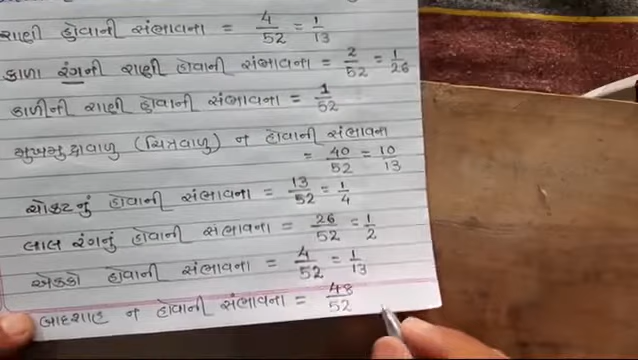 રાણી હોવાની સંભાવના = 4/52 = 1/13
કાળા રંગની રાણી હોવાની સંભાવના = 2/52 = 1/26
કાળીની રાણી હોવાની સંભાવના = 1/52
મુખમુદ્રાવાળુ (ચિત્રવાળુ) ન હોવાની સંભાવના
= 40/52 = 10/13
ચોકટનું હોવાની સંભાવના = 13/52 = 1/4
લાલ રંગનું હોવાની સંભાવના = 26/52 = 1/2
એક્કો હોવાની સંભાવના = 4/52 = 1/13
બાદશાહ ન હોવાની સંભાવના = 48/52